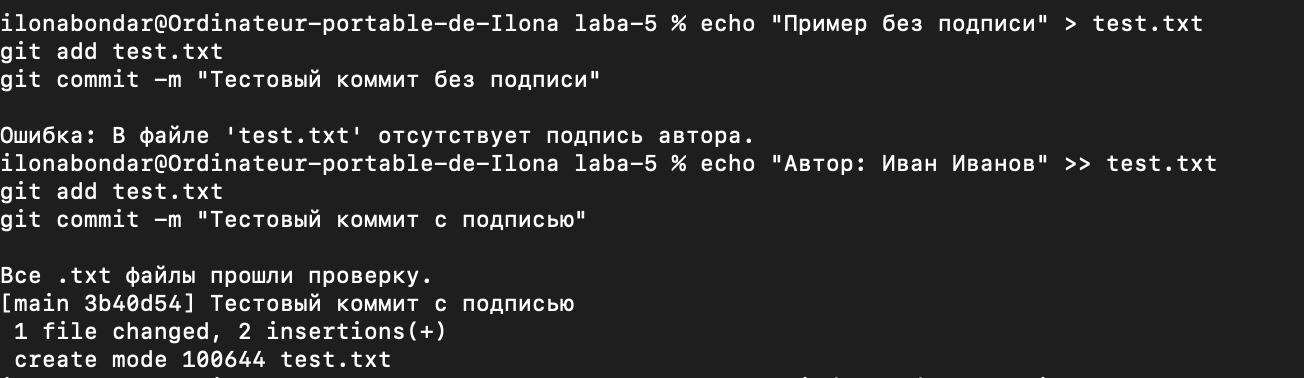 ilonabondar@Ordinateur-portable-de-Ilona laba-5 % echo "Пример без подписи" > test.txt
git add test.txt
git commit -m "Тестовый коммит без подписи"
Ошибка: В файле 'test.txt' отсутствует подпись автора.
ilonabondar@Ordinateur-portable-de-Ilona laba-5 % echo "Автор: Иван Иванов" >> test.txt
git add test.txt
git commit -m "Тестовый коммит с подписью"
Все .txt файлы прошли проверку.
[main 3b40d54] Тестовый коммит с подписью
 1 file changed, 2 insertions(+)
 create mode 100644 test.txt